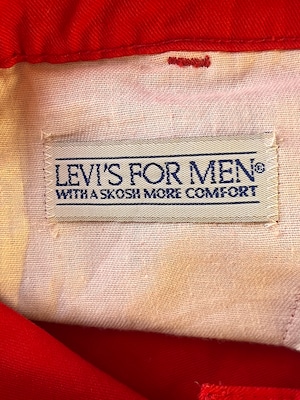 LEVI'S FOR MEN®
WITH A SKOSH MORE COMFORT